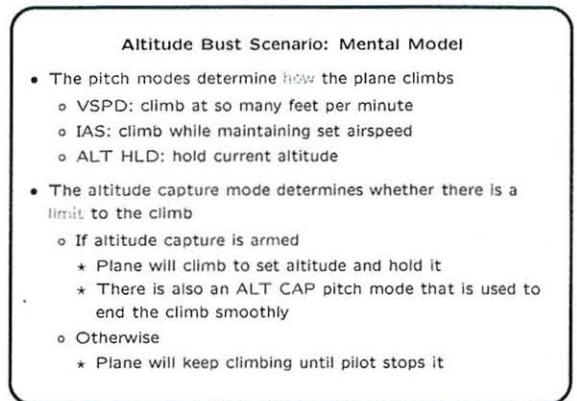 Altitude Bust Scenario: Mental Model
• The pitch modes determine how the plane climbs
o VSPD: climb at so many feet per minute
o IAS: climb while maintaining set airspeed
o ALT HLD: hold current altitude
• The altitude capture mode determines whether there is a
limit to the climb
o If altitude capture is armed
* Plane will climb to set altitude and hold it
* There is also an ALT CAP pitch mode that is used to
end the climb smoothly
o Otherwise
* Plane will keep climbing until pilot stops it